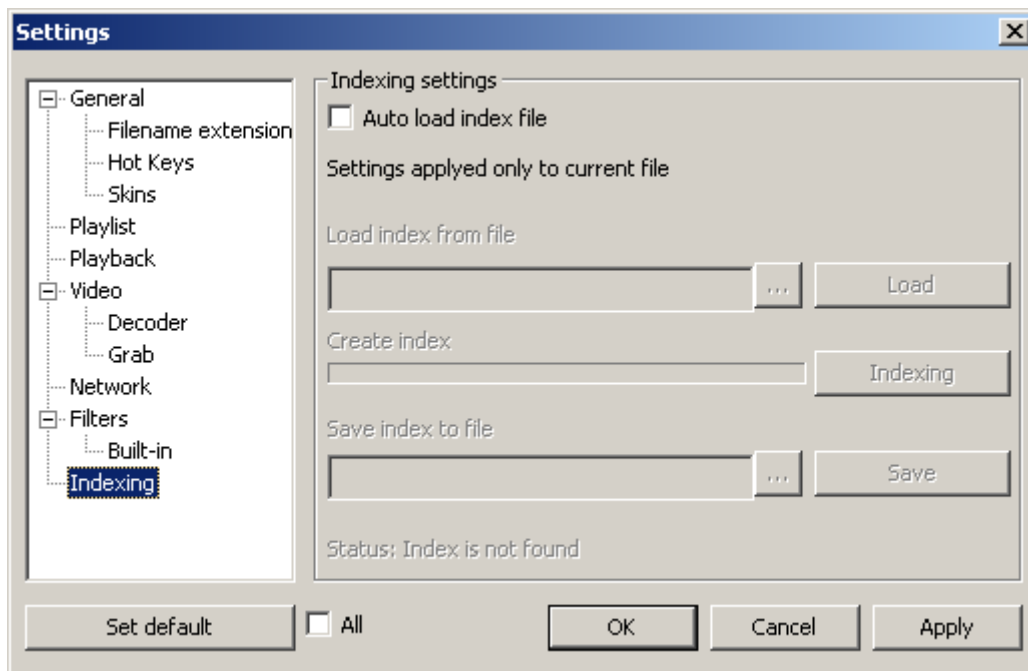 Settings
General
Filename extension
Hot Keys
Skins
Playlist
Playback
Video
Decoder
Grab
Network
Filters
Built-in
Indexing
Indexing settings
Auto load index file
Settings applyed only to current file
Load index from file
... Load
Create index
Indexing
Save index to file
... Save
Status: Index is not found
Set default All OK Cancel Apply